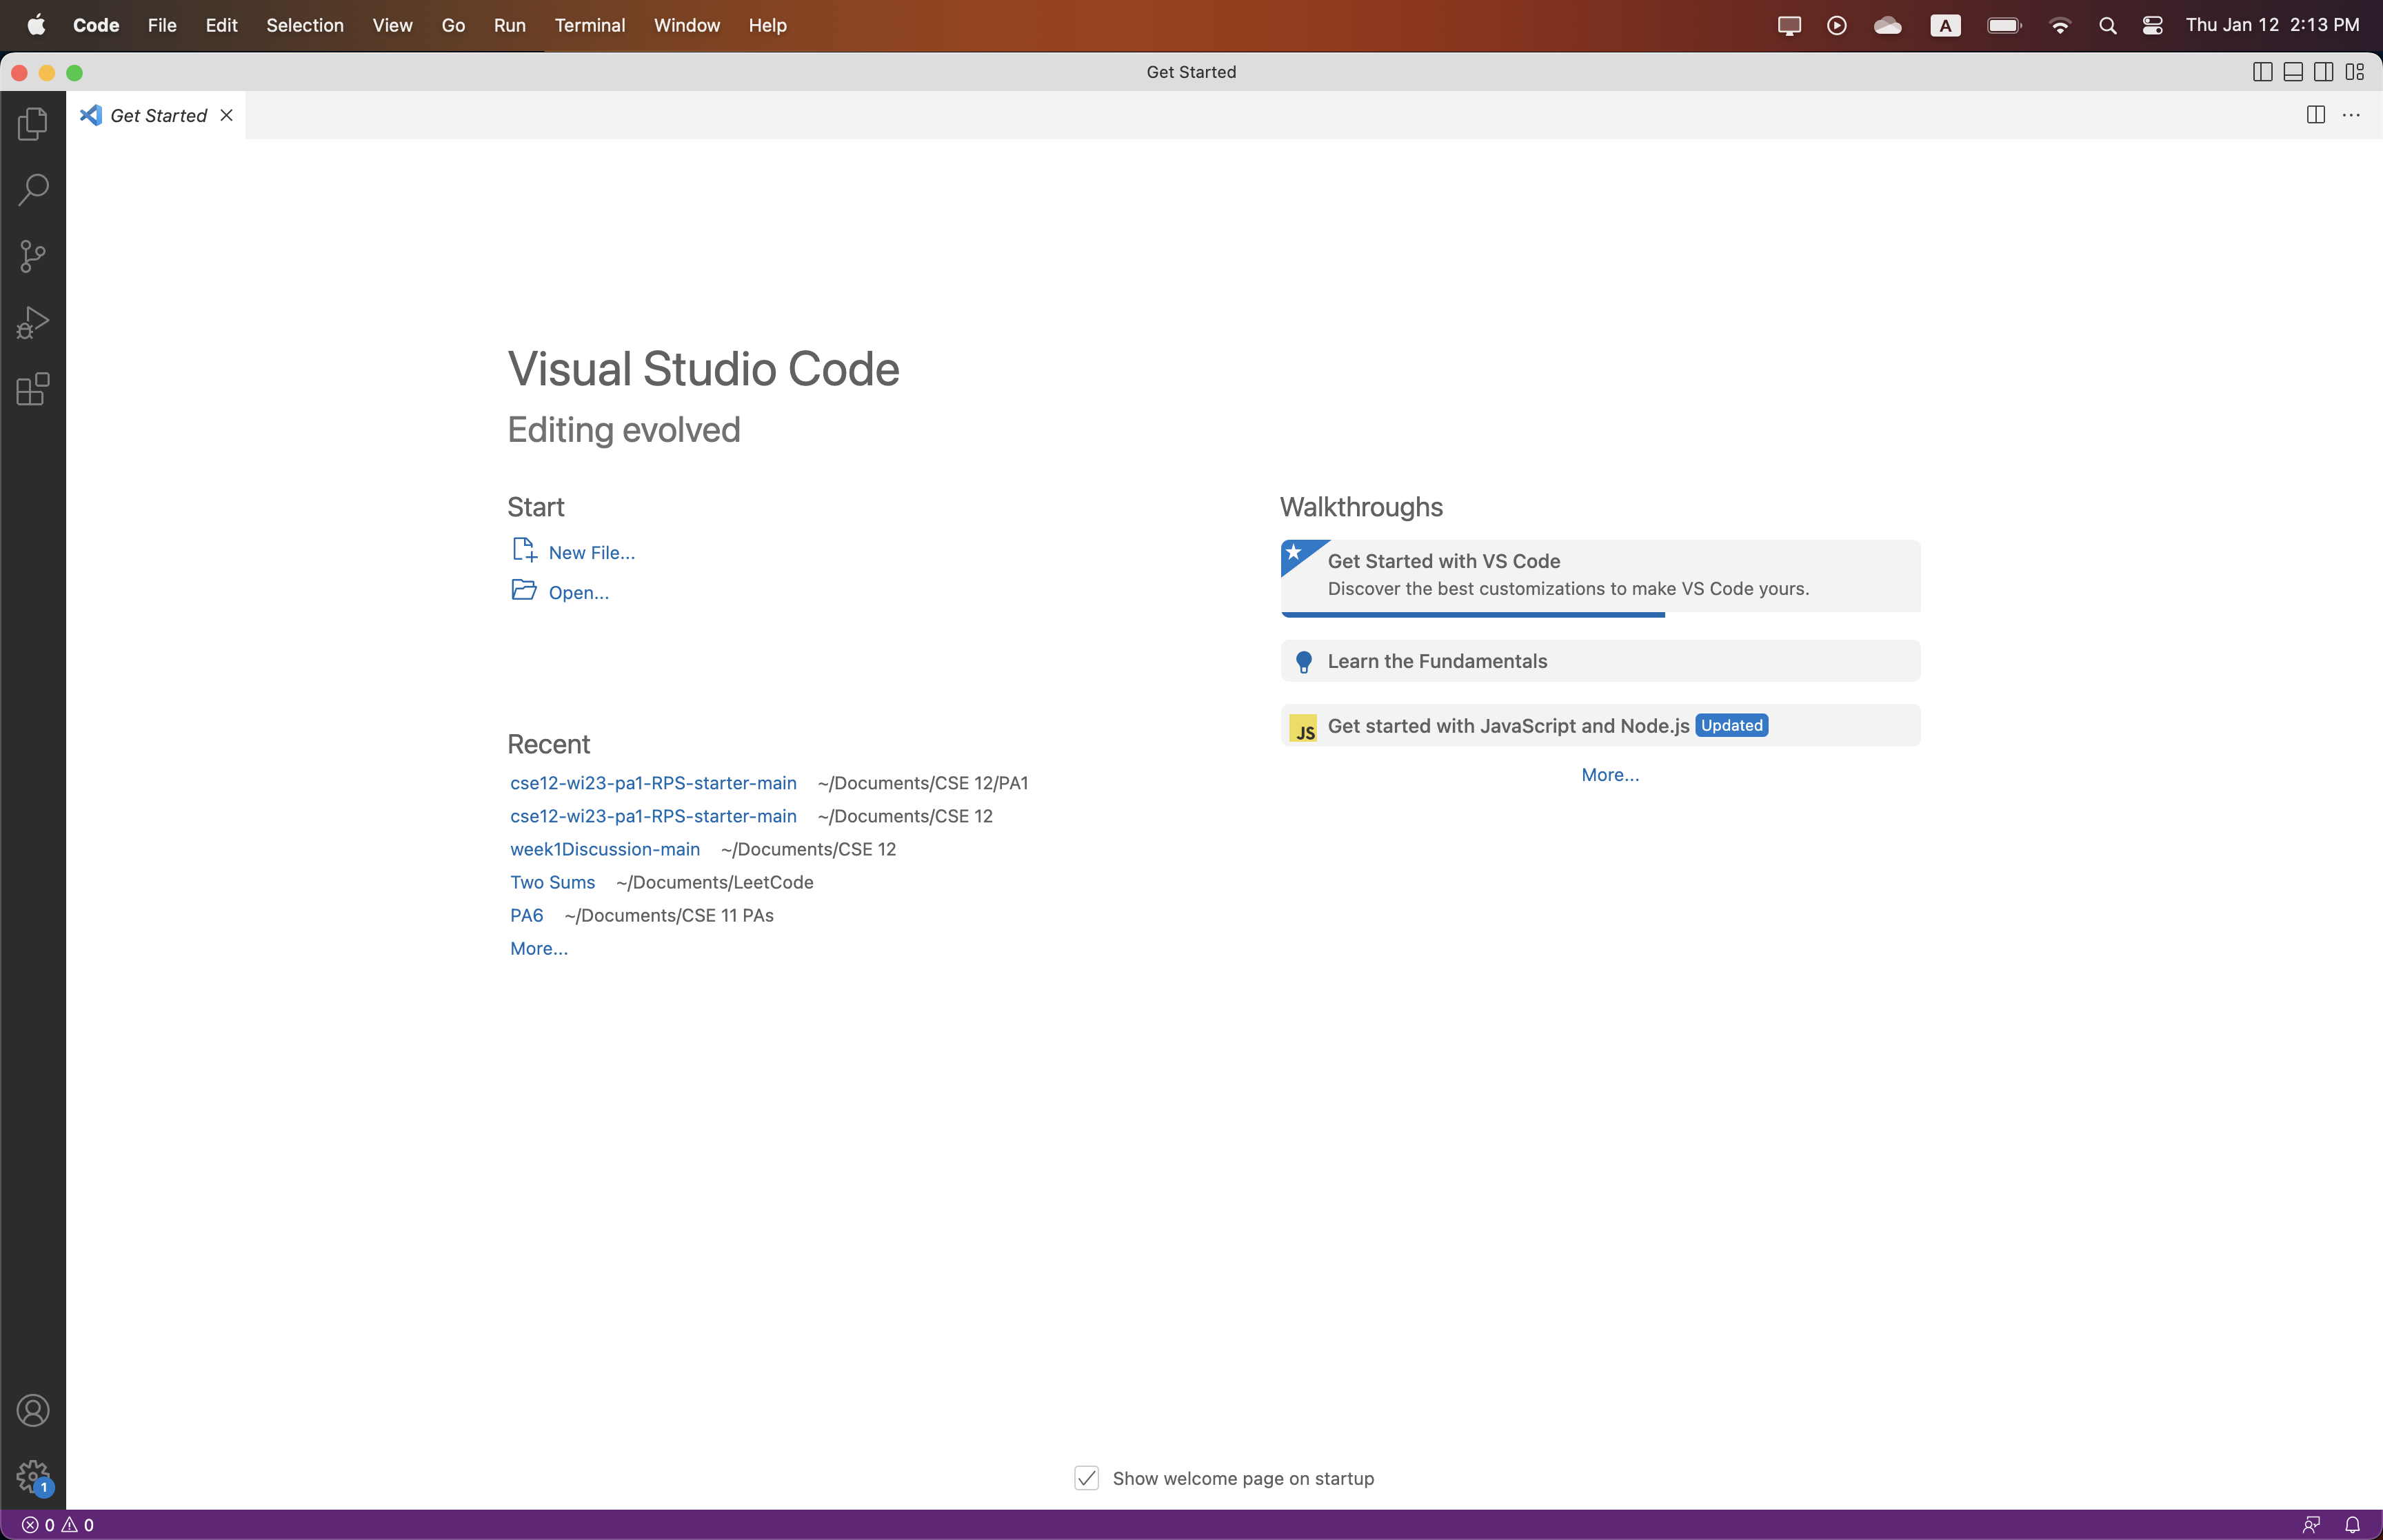 Code File Edit Selection View Go Run Terminal Window Help A Thu Jan 12 2:13 PM
Get Started
Get Started
Visual Studio Code
Editing evolved
Start
New File...
Open...
Recent
cse12-wi23-pa1-RPS-starter-main ~/Documents/CSE 12/PA1
cse12-wi23-pa1-RPS-starter-main ~/Documents/CSE 12
week1Discussion-main ~/Documents/CSE 12
Two Sums ~/Documents/LeetCode
PA6 ~/Documents/CSE 11 PAs
More...
Walkthroughs
Get Started with VS Code
Discover the best customizations to make VS Code yours.
Learn the Fundamentals
JS Get started with JavaScript and Node.js Updated
More...
Show welcome page on startup
1
0 0